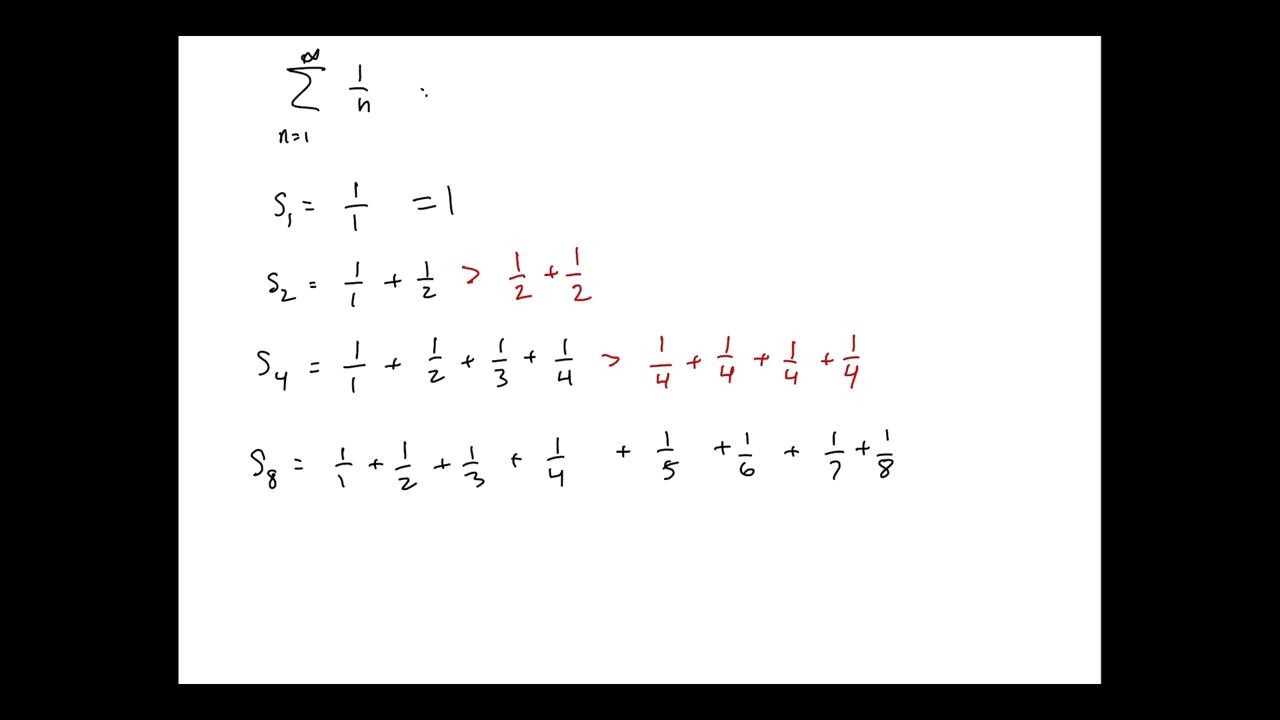 ∞
∑ 1/n :
n=1
S₁ = 1/1 = 1
S₂ = 1/1 + 1/2 > 1/2 + 1/2
S₄ = 1/1 + 1/2 + 1/3 + 1/4 > 1/4 + 1/4 + 1/4 + 1/4
S₈ = 1/1 + 1/2 + 1/3 + 1/4 + 1/5 + 1/6 + 1/7 + 1/8